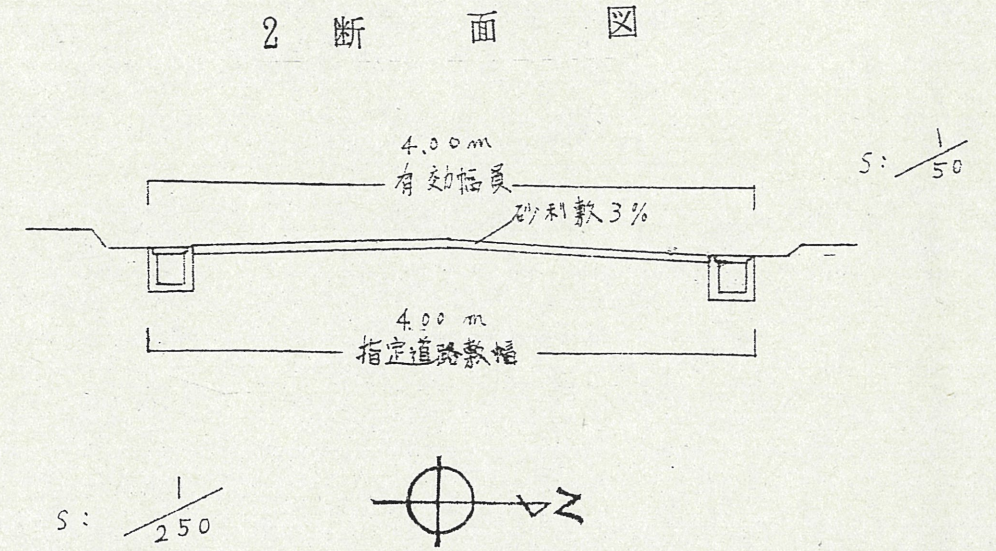 2 断 面 図
4.00m
有効幅員
S: 1/50
砂利敷3%
4.00 m
指定道路敷幅
S: 1/250
N